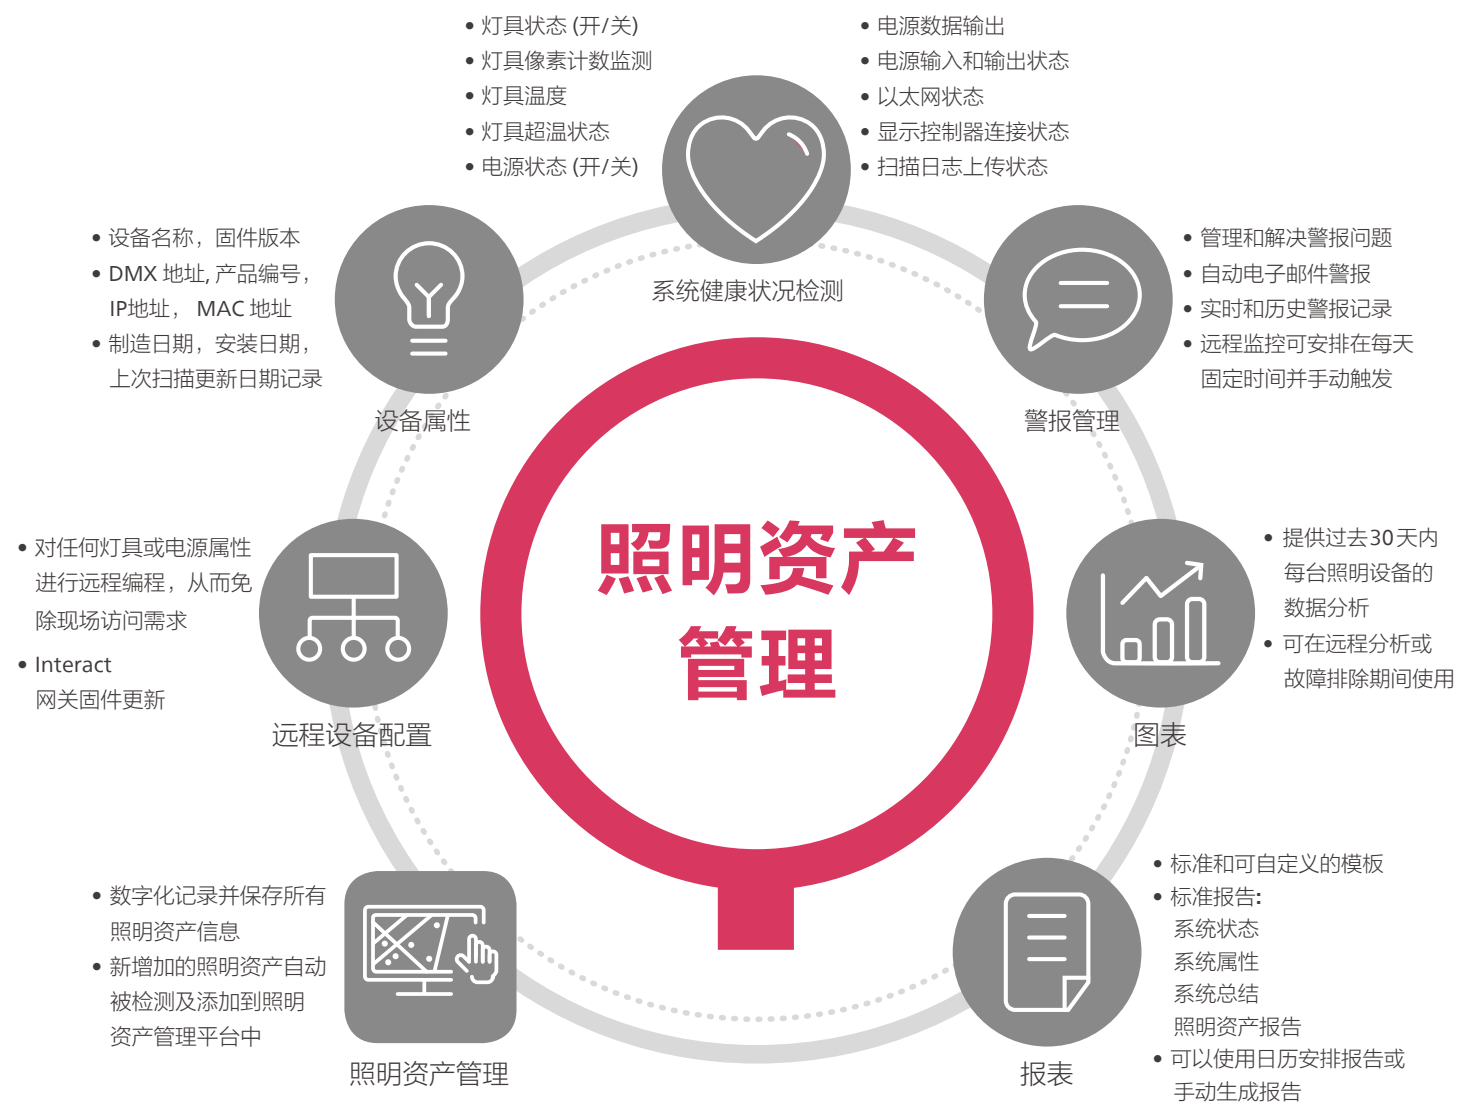 • 灯具状态 (开/关)
• 灯具像素计数监测
• 灯具温度
• 灯具超温状态
• 电源状态 (开/关)
• 电源数据输出
• 电源输入和输出状态
• 以太网状态
• 显示控制器连接状态
• 扫描日志上传状态
系统健康状况检测
• 设备名称，固件版本
• DMX 地址, 产品编号，
IP地址， MAC 地址
• 制造日期，安装日期，
上次扫描更新日期记录
设备属性
• 管理和解决警报问题
• 自动电子邮件警报
• 实时和历史警报记录
• 远程监控可安排在每天
固定时间并手动触发
警报管理
照明资产
管理
• 对任何灯具或电源属性
进行远程编程，从而免
除现场访问需求
• Interact
网关固件更新
远程设备配置
• 提供过去30天内
每台照明设备的
数据分析
• 可在远程分析或
故障排除期间使用
图表
• 数字化记录并保存所有
照明资产信息
• 新增加的照明资产自动
被检测及添加到照明
资产管理平台中
照明资产管理
• 标准和可自定义的模板
• 标准报告:
系统状态
系统属性
系统总结
照明资产报告
• 可以使用日历安排报告或
手动生成报告
报表